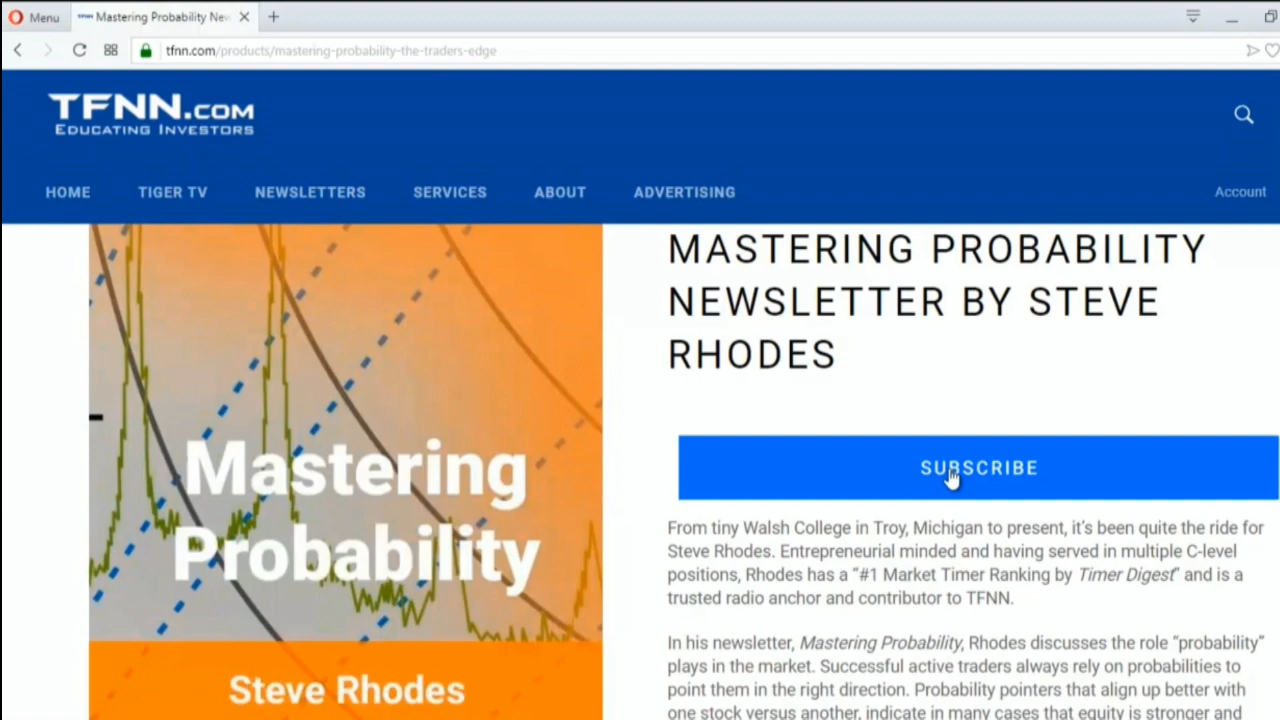 Menu
Mastering Probability New
tfnn.com/products/mastering-probability-the-traders-edge
TFNN.COM
EDUCATING INVESTORS
HOME TIGER TV NEWSLETTERS SERVICES ABOUT ADVERTISING Account
Mastering
Probability
Steve Rhodes
MASTERING PROBABILITY
NEWSLETTER BY STEVE
RHODES
SUBSCRIBE
From tiny Walsh College in Troy, Michigan to present, it's been quite the ride for
Steve Rhodes. Entrepreneurial minded and having served in multiple C-level
positions, Rhodes has a “#1 Market Timer Ranking by Timer Digest” and is a
trusted radio anchor and contributor to TFNN.
In his newsletter, Mastering Probability, Rhodes discusses the role “probability”
plays in the market. Successful active traders always rely on probabilities to
point them in the right direction. Probability pointers that align up better with
one stock versus another, indicate in many cases that equity is stronger and